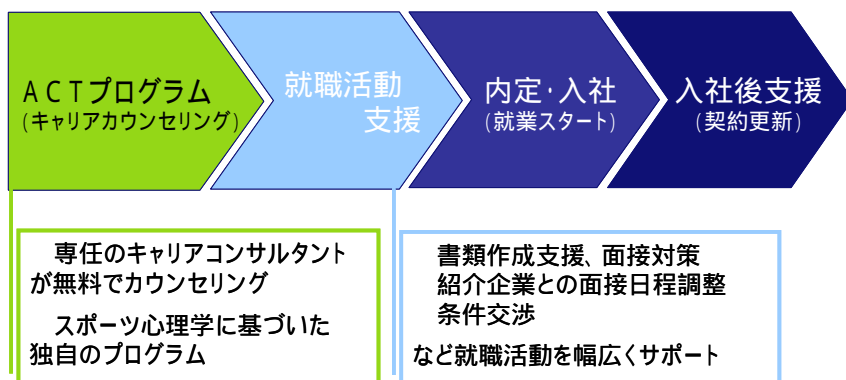 ACTプログラム
(キャリアカウンセリング)
就職活動
支援
内定・入社
(就業スタート)
入社後支援
(契約更新)
専任のキャリアコンサルタント
が無料でカウンセリング
スポーツ心理学に基づいた
独自のプログラム
書類作成支援、面接対策
紹介企業との面接日程調整
条件交渉
など就職活動を幅広くサポート